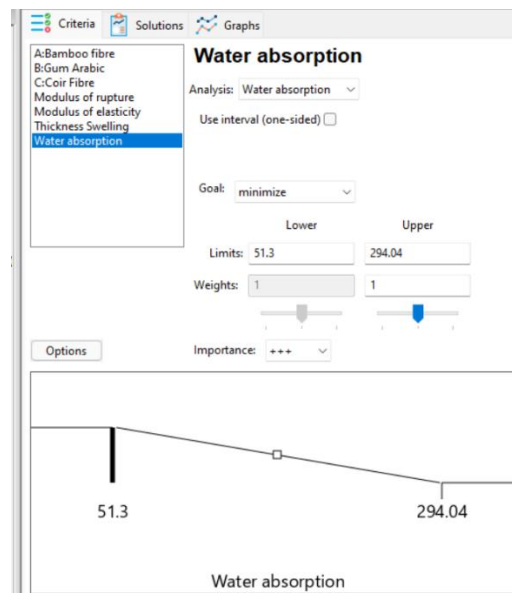 Criteria Solutions Graphs
A:Bamboo fibre
B:Gum Arabic
C:Coir Fibre
Modulus of rupture
Modulus of elasticity
Thickness Swelling
Water absorption
Water absorption
Analysis: Water absorption
Use interval (one-sided)
Goal: minimize
Lower Upper
Limits: 51.3 294.04
Weights: 1 1
Options
Importance: +++
51.3 294.04
Water absorption